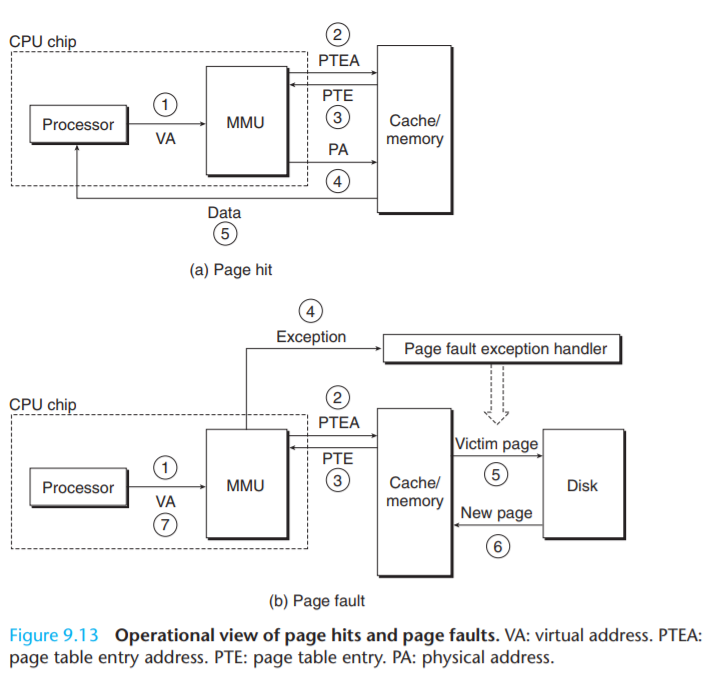 CPU chip
2
PTEA
PTE
3
1
Processor
VA
MMU
Cache/
memory
PA
4
Data
5
(a) Page hit
4
Exception
Page fault exception handler
CPU chip
2
PTEA
PTE
3
1
Processor
VA
7
MMU
Cache/
memory
Victim page
5
Disk
New page
6
(b) Page fault
Figure 9.13 Operational view of page hits and page faults. VA: virtual address. PTEA:
page table entry address. PTE: page table entry. PA: physical address.